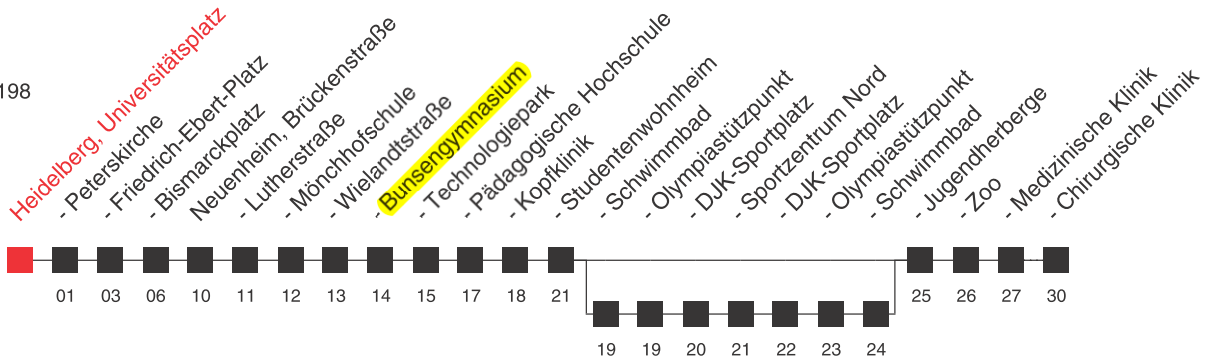 198
Heidelberg, Universitätsplatz
- Peterskirche
- Friedrich-Ebert-Platz
- Bismarckplatz
Neuenheim, Brückenstraße
- Lutherstraße
- Mönchhofschule
- Wielandtstraße
- Bunsengymnasium
- Technologiepark
- Pädagogische Hochschule
- Kopfklinik
- Studentenwohnheim
- Schwimmbad
- Olympiastützpunkt
- DJK-Sportplatz
- Sportzentrum Nord
- DJK-Sportplatz
- Olympiastützpunkt
- Schwimmbad
- Jugendherberge
- Zoo
- Medizinische Klinik
- Chirurgische Klinik
01 03 06 10 11 12 13 14 15 17 18 21 25 26 27 30
19 19 20 21 22 23 24